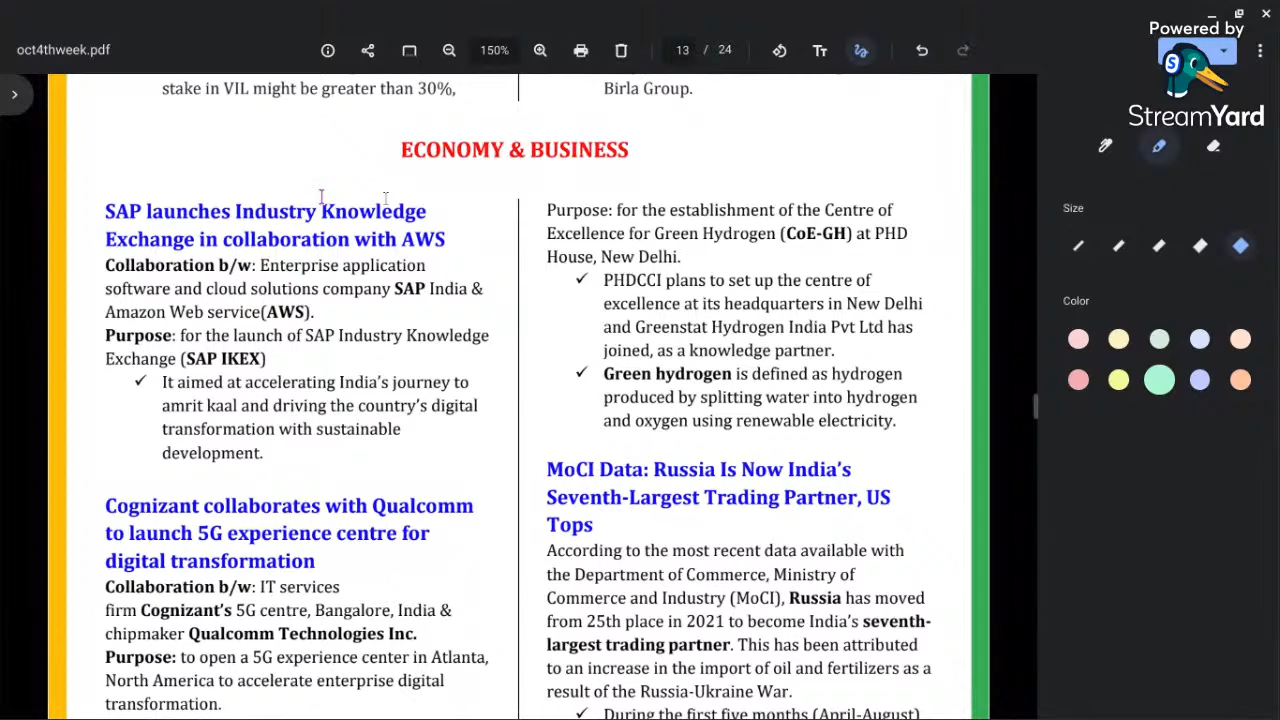 oct4thweek.pdf
150%
13 / 24
Powered by
StreamYard
stake in VIL might be greater than 30%,
Birla Group.
ECONOMY & BUSINESS
SAP launches Industry Knowledge
Exchange in collaboration with AWS
Collaboration b/w: Enterprise application
software and cloud solutions company SAP India &
Amazon Web service(AWS).
Purpose: for the launch of SAP Industry Knowledge
Exchange (SAP IKEX)
✓ It aimed at accelerating India's journey to
amrit kaal and driving the country's digital
transformation with sustainable
development.
Cognizant collaborates with Qualcomm
to launch 5G experience centre for
digital transformation
Collaboration b/w: IT services
firm Cognizant's 5G centre, Bangalore, India &
chipmaker Qualcomm Technologies Inc.
Purpose: to open a 5G experience center in Atlanta,
North America to accelerate enterprise digital
transformation.
Purpose: for the establishment of the Centre of
Excellence for Green Hydrogen (CoE-GH) at PHD
House, New Delhi.
✓ PHDCCI plans to set up the centre of
excellence at its headquarters in New Delhi
and Greenstat Hydrogen India Pvt Ltd has
joined, as a knowledge partner.
✓ Green hydrogen is defined as hydrogen
produced by splitting water into hydrogen
and oxygen using renewable electricity.
MoCI Data: Russia Is Now India's
Seventh-Largest Trading Partner, US
Tops
According to the most recent data available with
the Department of Commerce, Ministry of
Commerce and Industry (MoCI), Russia has moved
from 25th place in 2021 to become India's seventh-
largest trading partner. This has been attributed
to an increase in the import of oil and fertilizers as a
result of the Russia-Ukraine War.
✓ During the first five months (April-August)
Size
Color